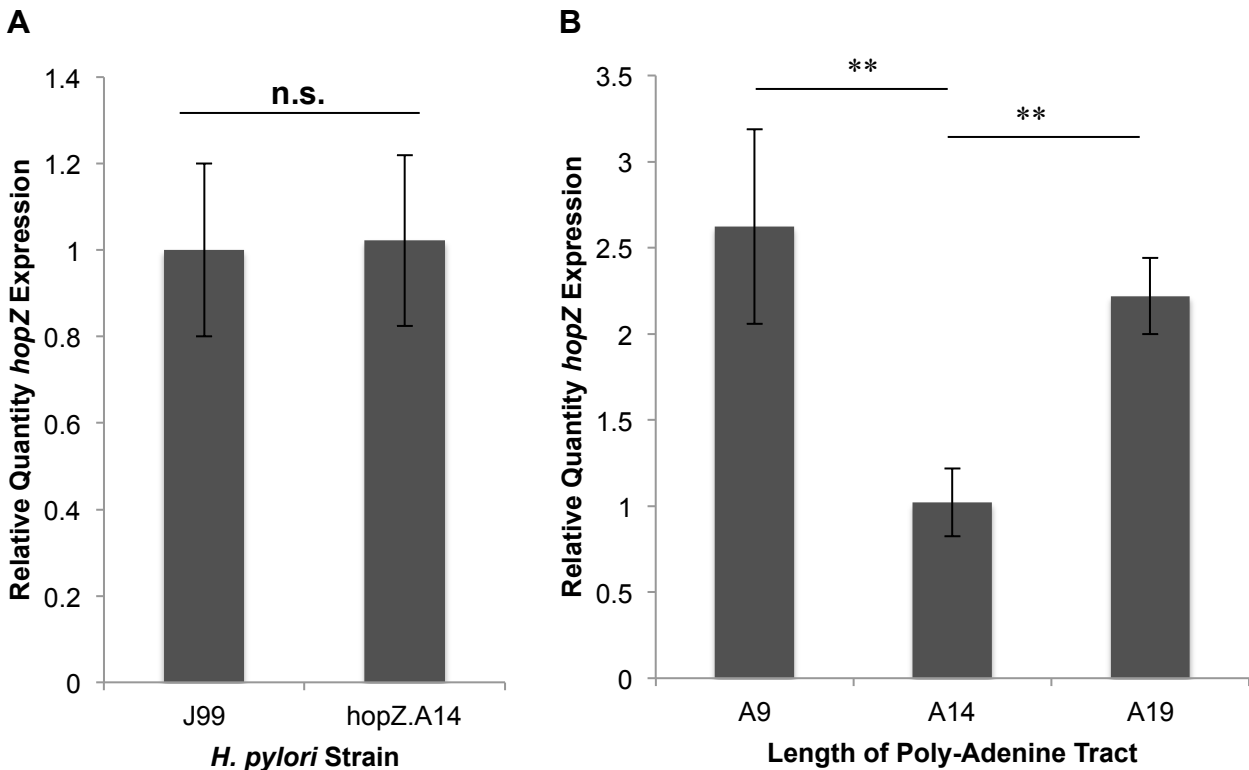 A
Relative Quantity hopZ Expression
1.4
1.2
1
0.8
0.6
0.4
0.2
0
n.s.
J99
hopZ.A14
H. pylori Strain
B
Relative Quantity hopZ Expression
3.5
3
2.5
2
1.5
1
0.5
0
**
**
A9
A14
A19
Length of Poly-Adenine Tract